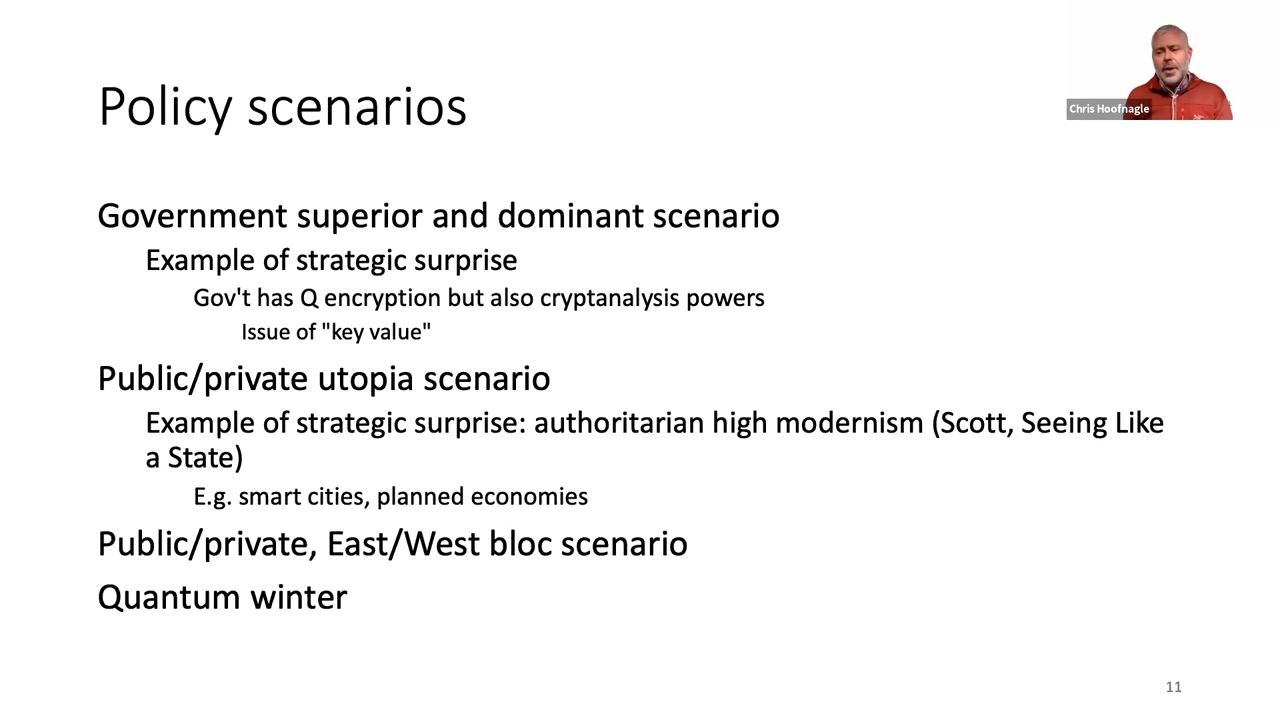 Policy scenarios
Chris Hoofnagle
Government superior and dominant scenario
Example of strategic surprise
Gov't has Q encryption but also cryptanalysis powers
Issue of "key value"
Public/private utopia scenario
Example of strategic surprise: authoritarian high modernism (Scott, Seeing Like
a State)
E.g. smart cities, planned economies
Public/private, East/West bloc scenario
Quantum winter
11